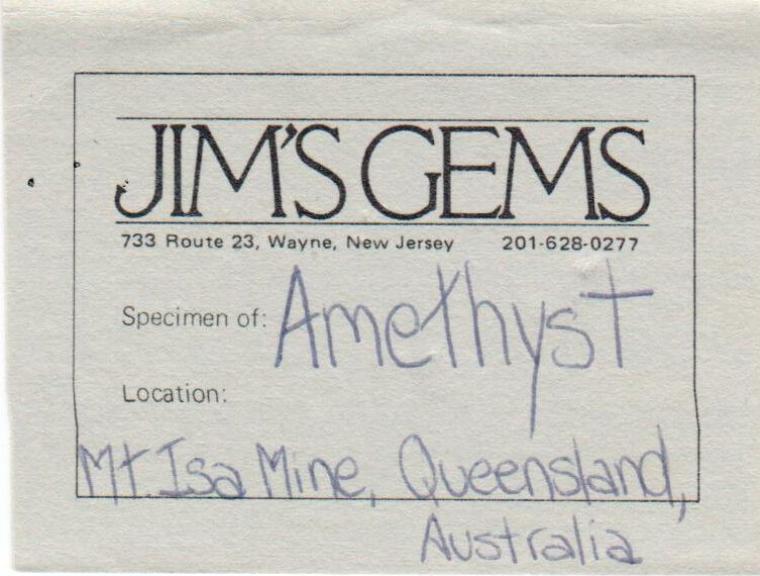 JIM'S GEMS
733 Route 23, Wayne, New Jersey 201-628-0277
Specimen of: Amethyst
Location:
Mt. Isa Mine, Queensland,
Australia